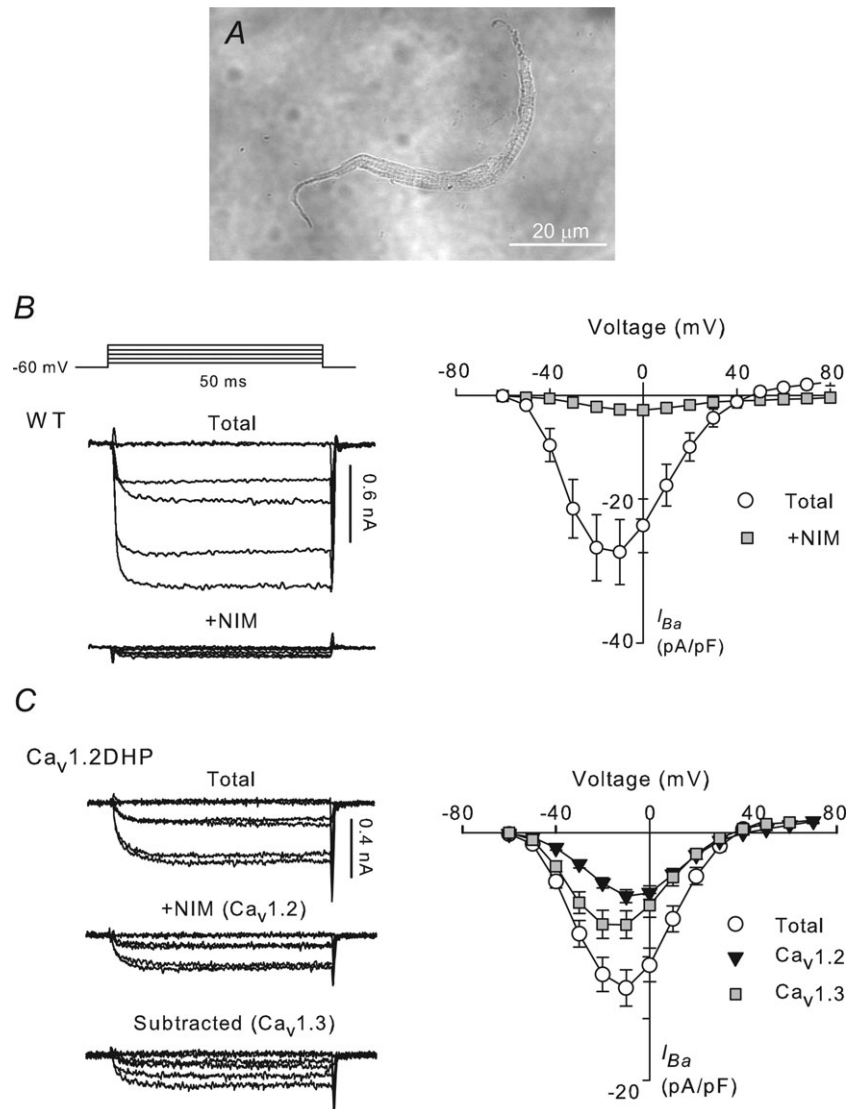 A
20 μm
B
-60 mV
50 ms
WT
Total
0.6 nA
+NIM
Voltage (mV)
-80 -40 0 40 80
-20
Total
+NIM
-40
I_Ba
(pA/pF)
C
Ca_v1.2DHP
Total
0.4 nA
+NIM (Ca_v1.2)
Subtracted (Ca_v1.3)
Voltage (mV)
-80 -40 0 40 80
Total
Ca_v1.2
Ca_v1.3
I_Ba
-20
(pA/pF)